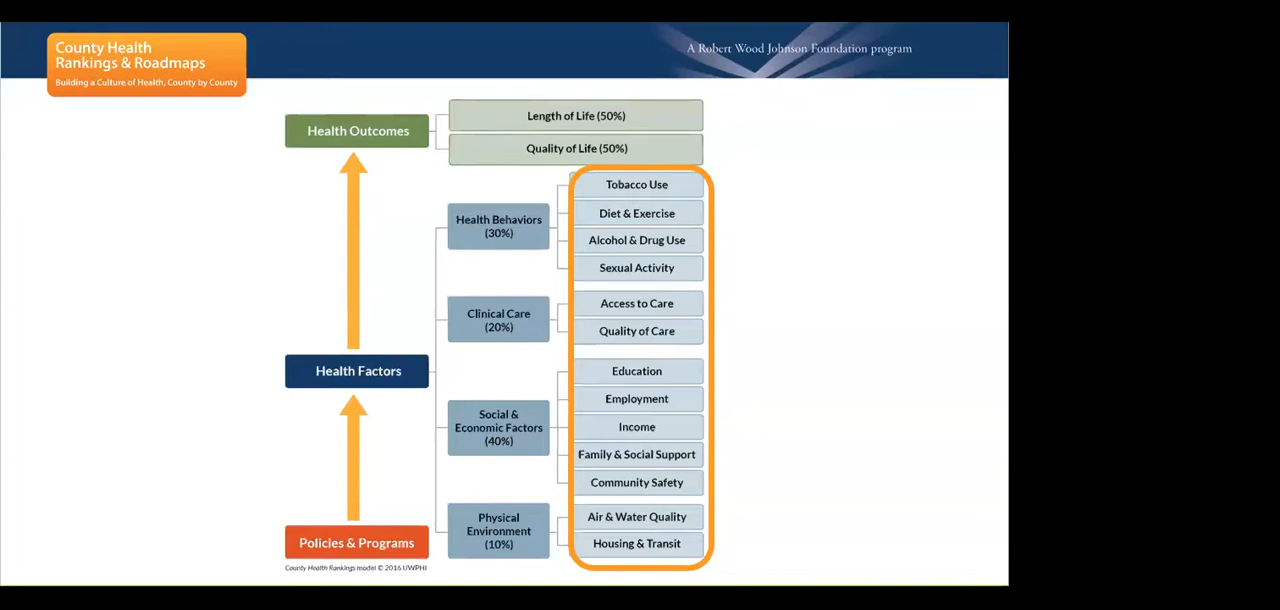 County Health
Rankings & Roadmaps
Building a Culture of Health, County by County
A Robert Wood Johnson Foundation program
Health Outcomes
Length of Life (50%)
Quality of Life (50%)
Health Factors
Health Behaviors
(30%)
Tobacco Use
Diet & Exercise
Alcohol & Drug Use
Sexual Activity
Clinical Care
(20%)
Access to Care
Quality of Care
Social &
Economic Factors
(40%)
Education
Employment
Income
Family & Social Support
Community Safety
Physical
Environment
(10%)
Air & Water Quality
Housing & Transit
Policies & Programs
County Health Rankings model © 2016 UWPHI